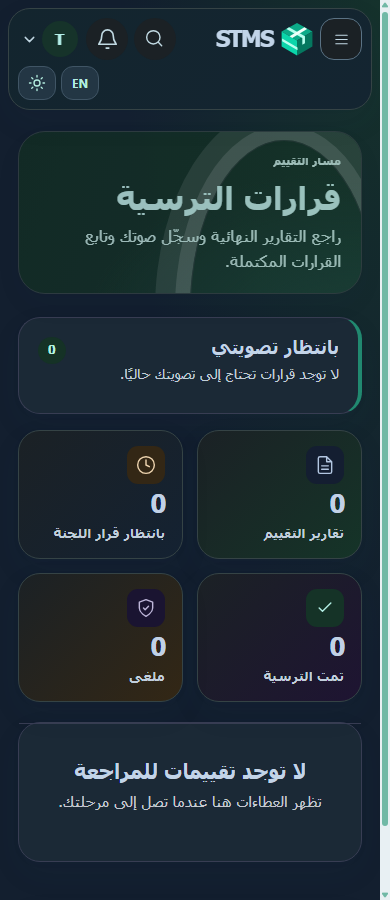 STMS
T
EN
مسار التقييم
قرارات الترسية
راجع التقارير النهائية وسجّل صوتك وتابع
القرارات المكتملة.
بانتظار تصويتي
0
لا توجد قرارات تحتاج إلى تصويتك حاليًا.
0
تقارير التقييم
0
بانتظار قرار اللجنة
0
تمت الترسية
0
ملغى
لا توجد تقييمات للمراجعة
تظهر العطاءات هنا عندما تصل إلى مرحلتك.